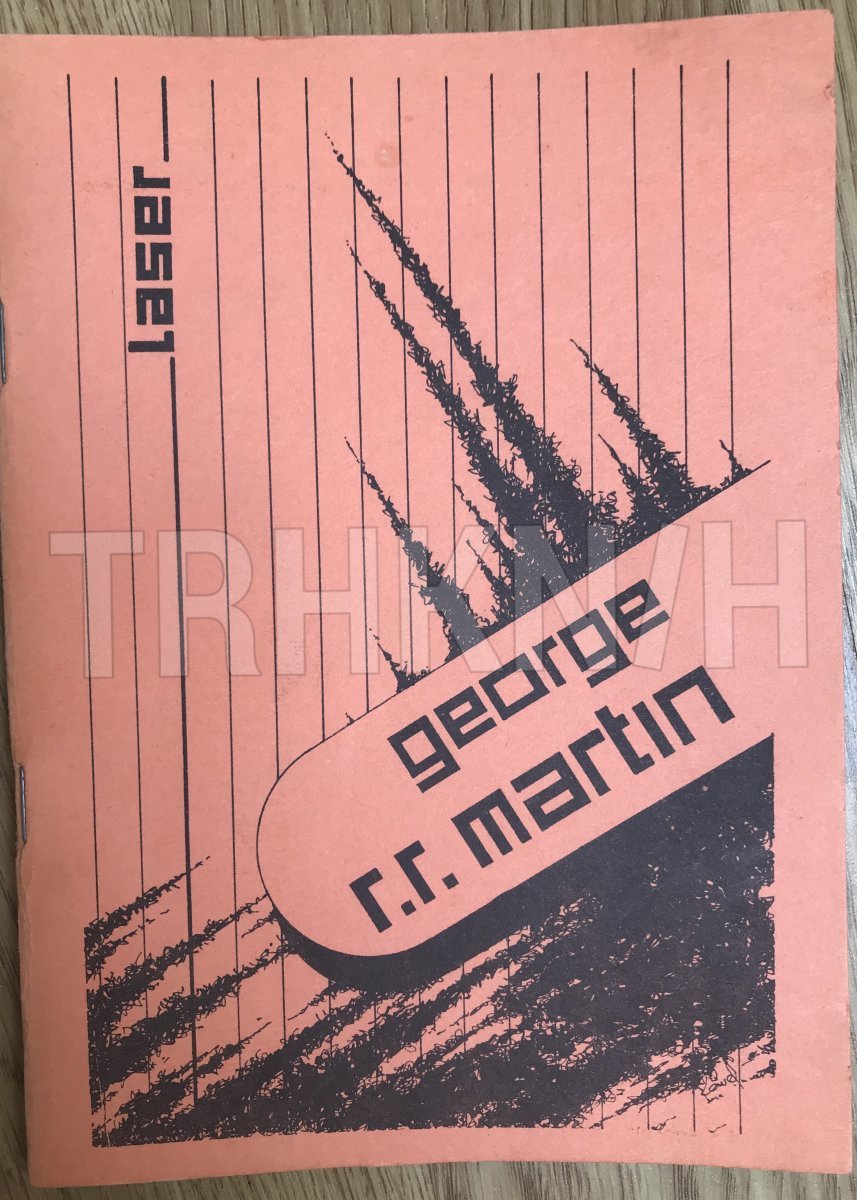 laser
TRHKNVH
george
r.r. martin